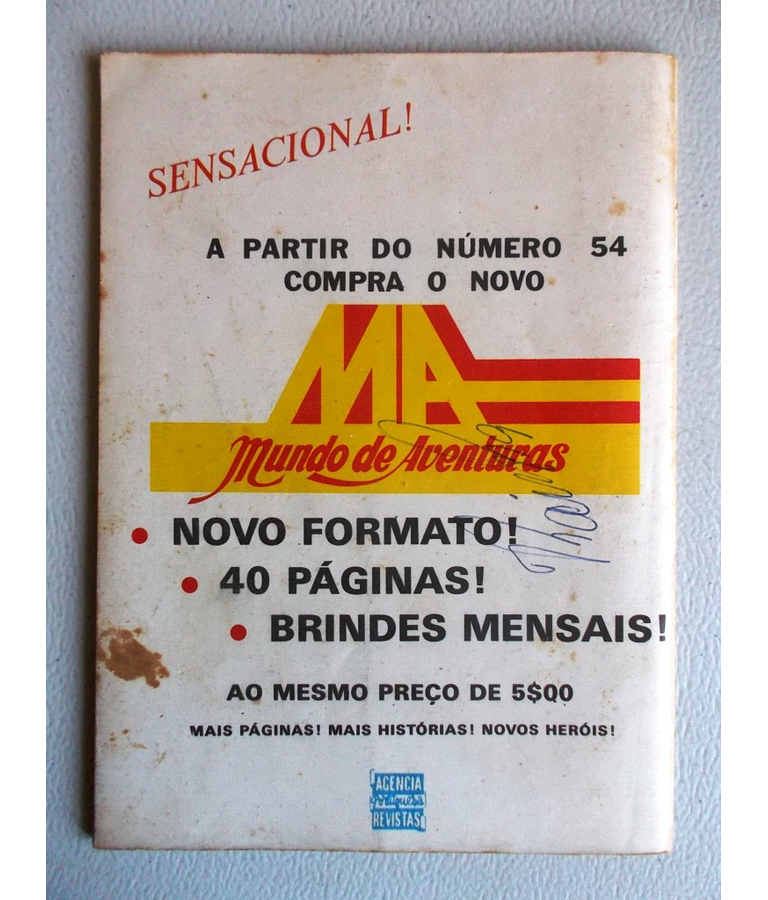 SENSACIONAL!
A PARTIR DO NÚMERO 54
COMPRA O NOVO
MA
Mundo de Aventuras
• NOVO FORMATO!
• 40 PÁGINAS!
• BRINDES MENSAIS!
AO MESMO PREÇO DE 5$00
MAIS PÁGINAS! MAIS HISTÓRIAS! NOVOS HERÓIS!
AGENCIA
portuguesa
REVISTAS